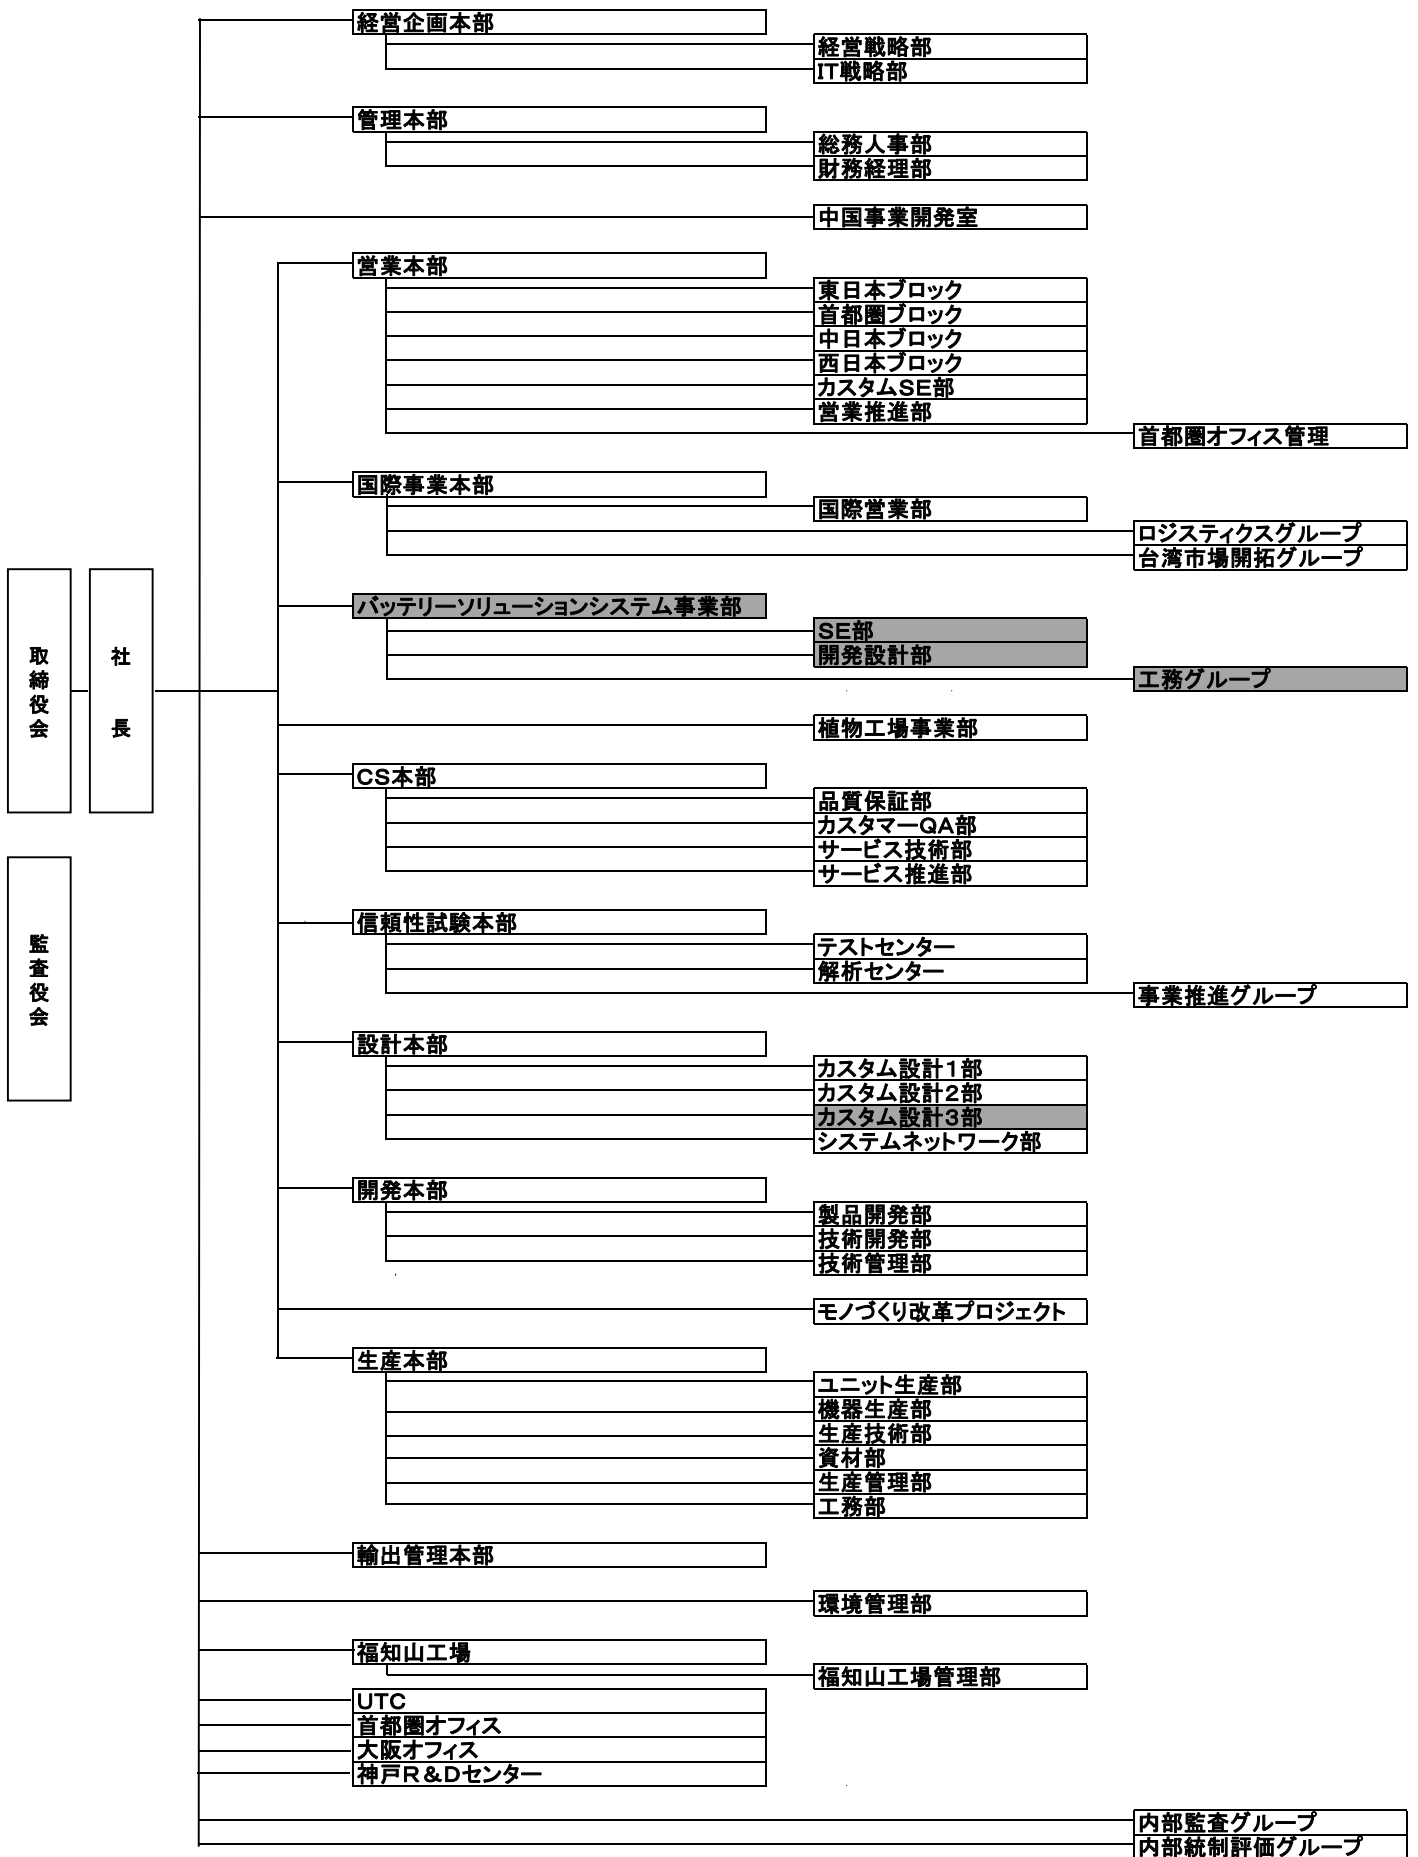 経営企画本部
経営戦略部
IT戦略部
管理本部
総務人事部
財務経理部
中国事業開発室
営業本部
東日本ブロック
首都圏ブロック
中日本ブロック
西日本ブロック
カスタムSE部
営業推進部
首都圏オフィス管理
国際事業本部
国際営業部
ロジスティクスグループ
台湾市場開拓グループ
バッテリーソリューションシステム事業部
SE部
開発設計部
工務グループ
取締役会
社長
植物工場事業部
CS本部
品質保証部
カスタマーQA部
サービス技術部
サービス推進部
監査役会
信頼性試験本部
テストセンター
解析センター
事業推進グループ
設計本部
カスタム設計1部
カスタム設計2部
カスタム設計3部
システムネットワーク部
開発本部
製品開発部
技術開発部
技術管理部
モノづくり改革プロジェクト
生産本部
ユニット生産部
機器生産部
生産技術部
資材部
生産管理部
工務部
輸出管理本部
環境管理部
福知山工場
福知山工場管理部
UTC
首都圏オフィス
大阪オフィス
神戸R&Dセンター
内部監査グループ
内部統制評価グループ